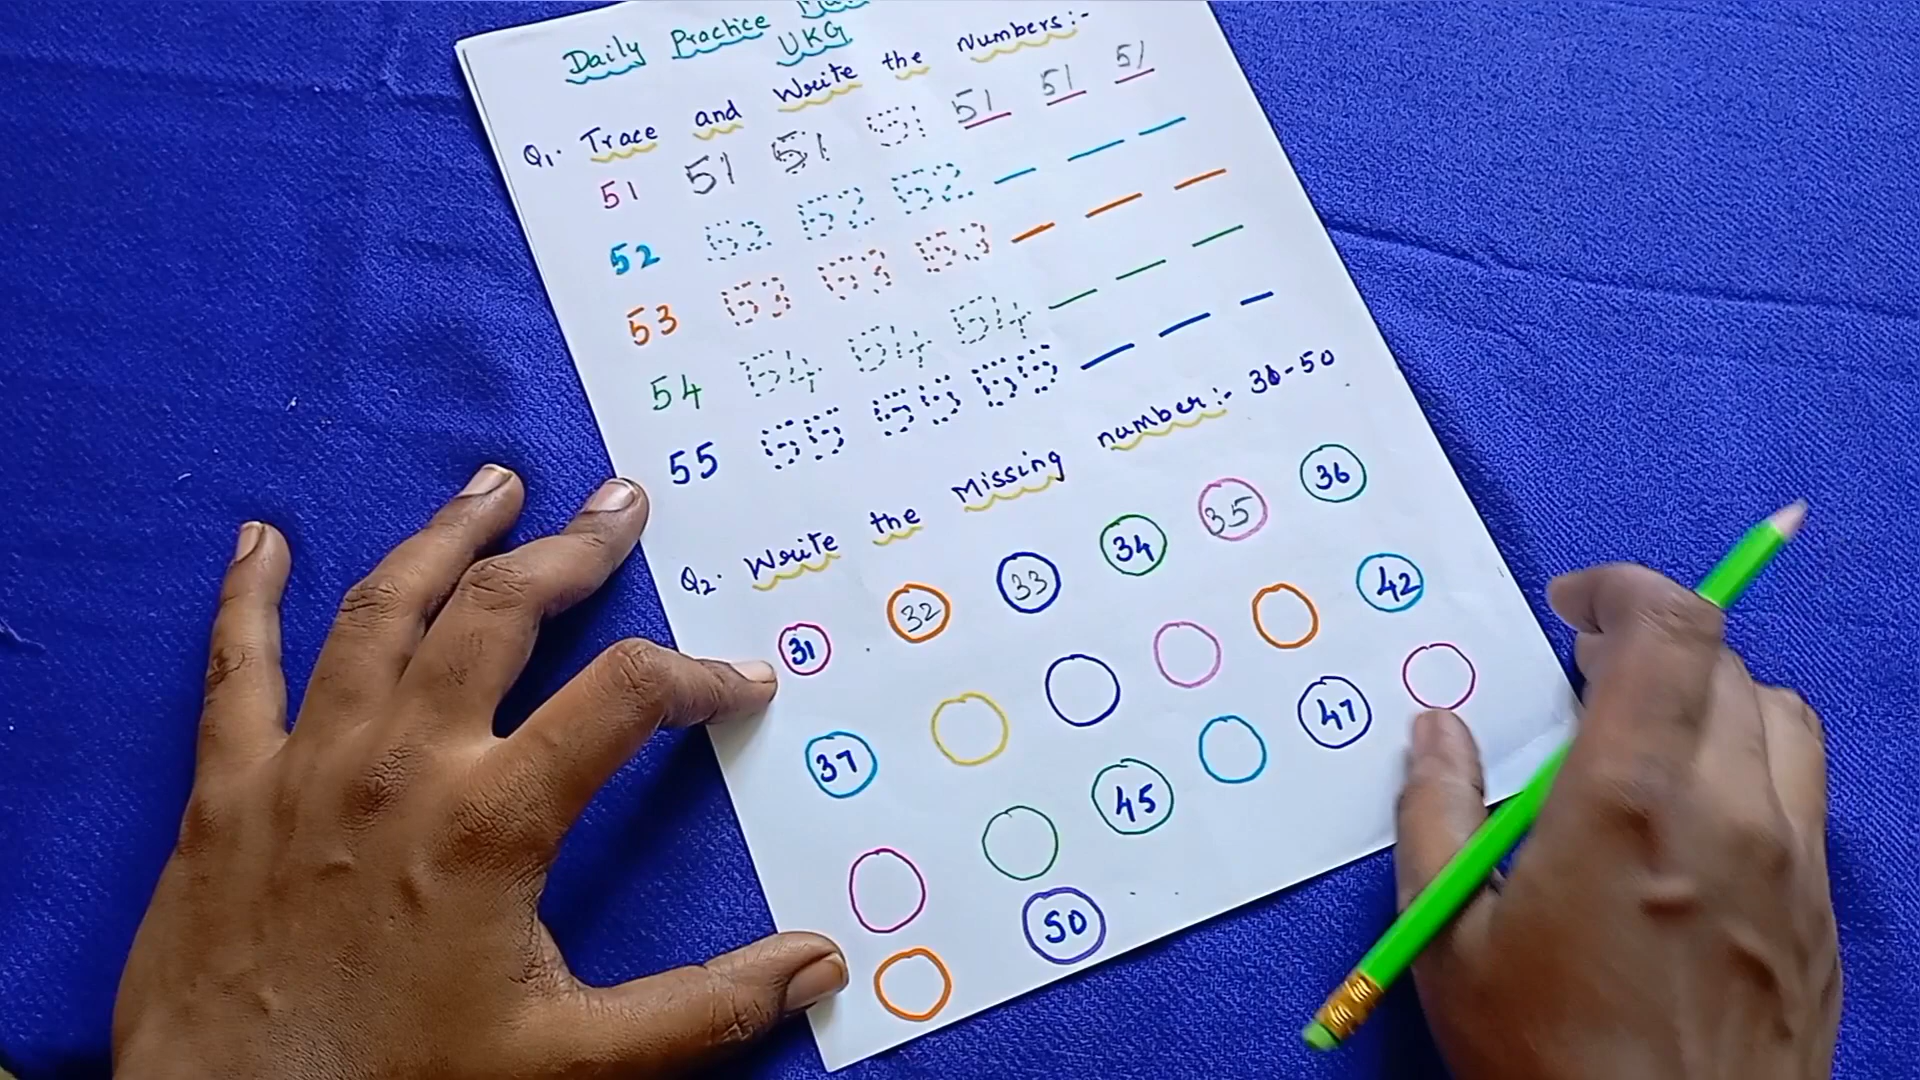 Daily Practice
UKG
Q1. Trace and Write the Numbers:-
51 51 51 51 51 51 51
52 52 52 52
53 53 53 53
54 54 54 54
55 55 55 55
Q2. Write the Missing number:- 30-50
31 32 33 34 35 36
37 42
45 47
50